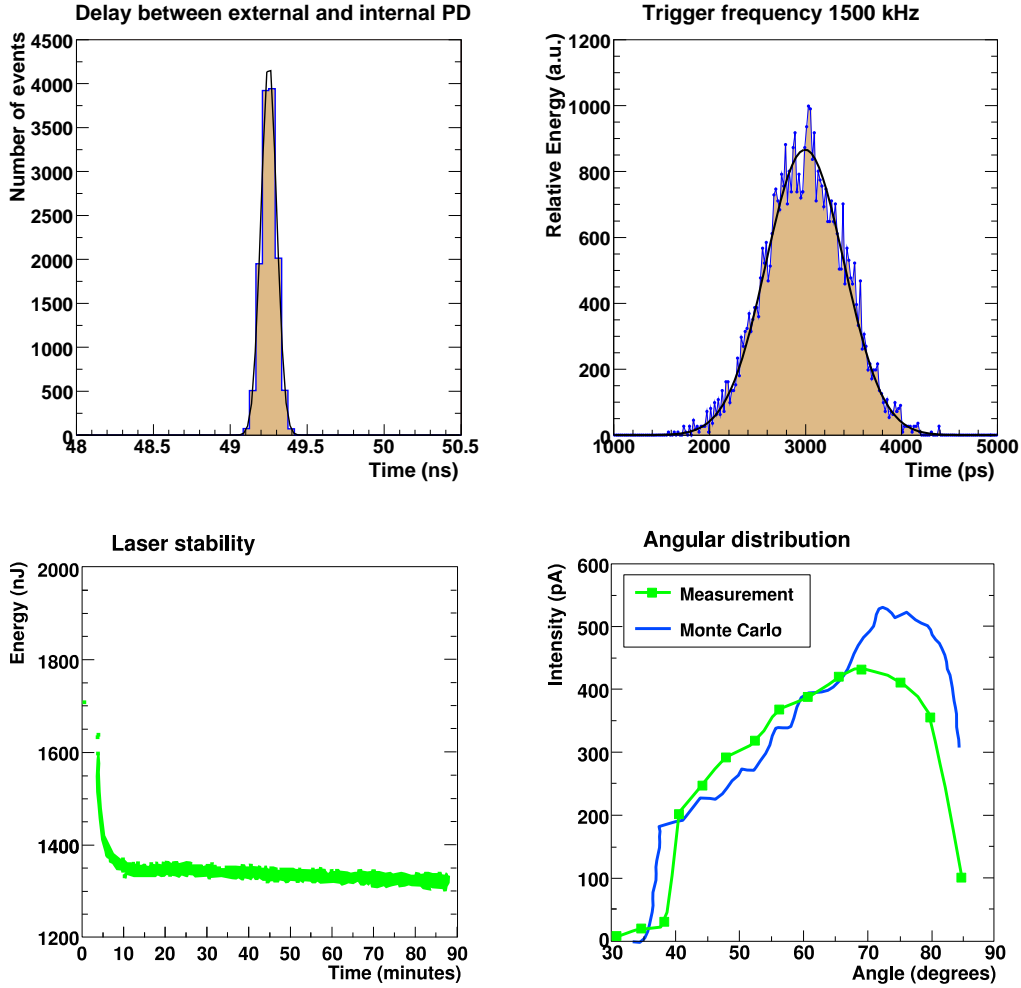 Delay between external and internal PD
Number of events
4500
4000
3500
3000
2500
2000
1500
1000
500
0
48 48.5 49 49.5 50 50.5
Time (ns)
Trigger frequency 1500 kHz
Relative Energy (a.u.)
1200
1000
800
600
400
200
0
1000 2000 3000 4000 5000
Time (ps)
Laser stability
Energy (nJ)
2000
1800
1600
1400
1200
0 10 20 30 40 50 60 70 80 90
Time (minutes)
Angular distribution
Intensity (pA)
600
500
400
300
200
100
0
Measurement
Monte Carlo
30 40 50 60 70 80 90
Angle (degrees)